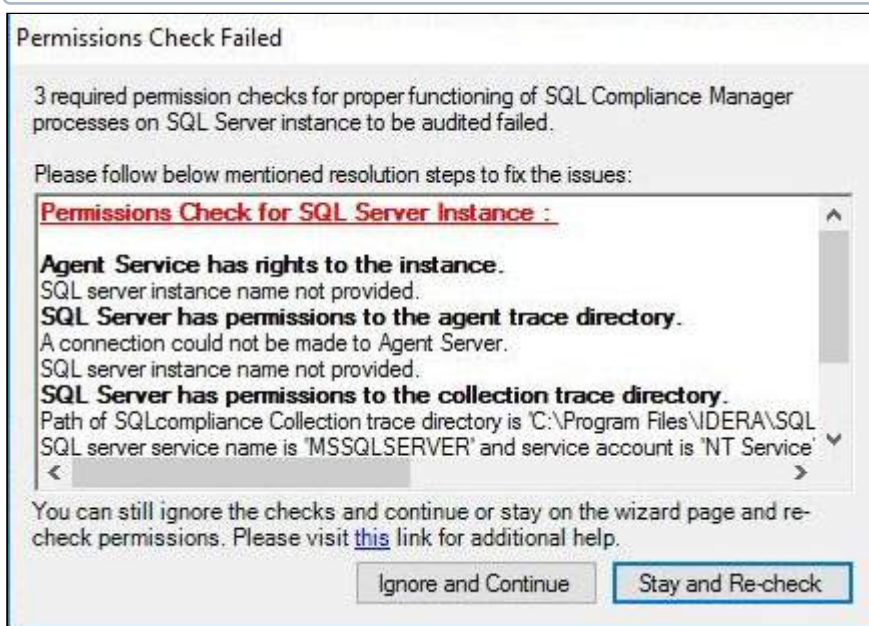 Permissions Check Failed
3 required permission checks for proper functioning of SQL Compliance Manager
processes on SQL Server instance to be audited failed.
Please follow below mentioned resolution steps to fix the issues:
Permissions Check for SQL Server Instance :
Agent Service has rights to the instance.
SQL server instance name not provided.
SQL Server has permissions to the agent trace directory.
A connection could not be made to Agent Server.
SQL server instance name not provided.
SQL Server has permissions to the collection trace directory.
Path of SQLcompliance Collection trace directory is 'C:\Program Files\IDERA\SQL
SQL server service name is 'MSSQLSERVER' and service account is 'NT Service'
You can still ignore the checks and continue or stay on the wizard page and re-
check permissions. Please visit this link for additional help.
Ignore and Continue
Stay and Re-check